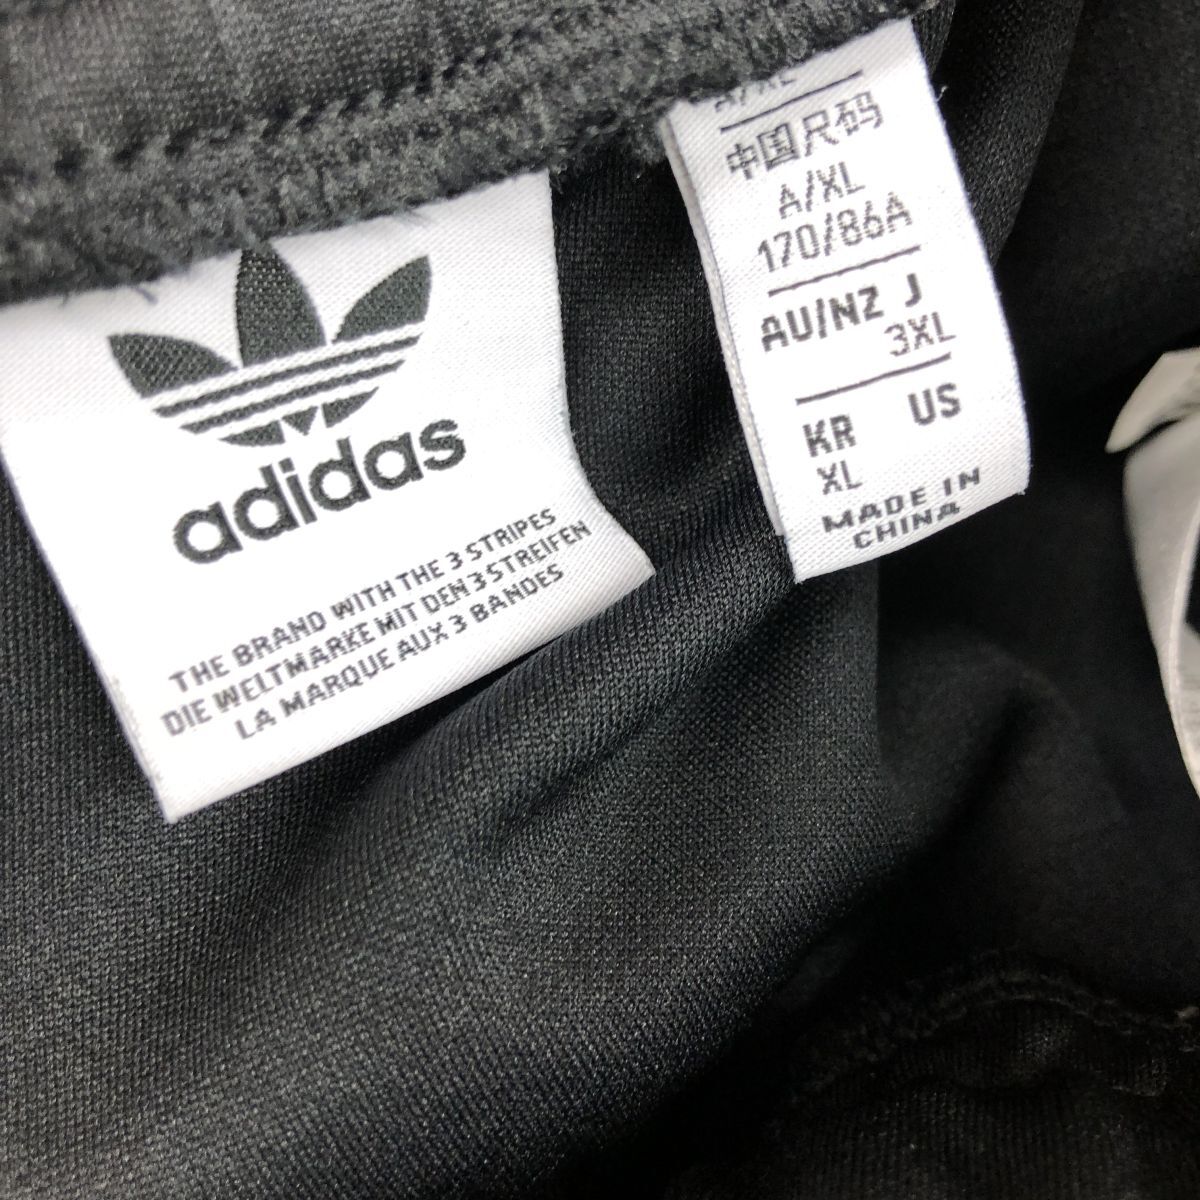 adidas
THE BRAND WITH THE 3 STRIPES
DIE WELTMARKE MIT DEN 3 STREIFEN
LA MARQUE AUX 3 BANDES
A/XL
中国尺码
A/XL
170/86A
AU/NZ J
3XL
KR US
XL
MADE IN
CHINA